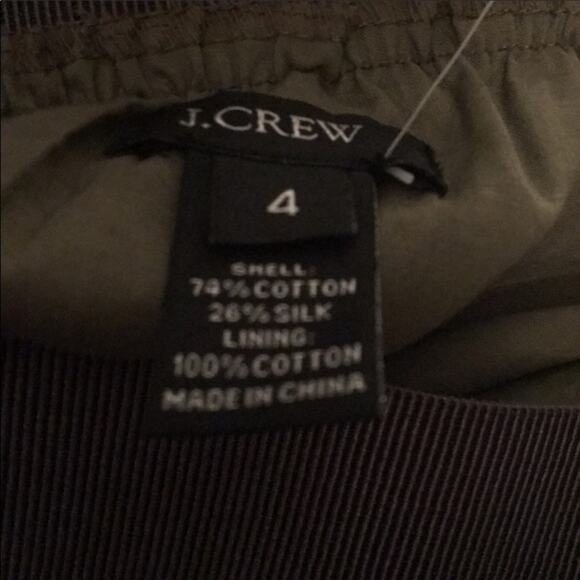 J.CREW
4
SHELL:
74% COTTON
26% SILK
LINING:
100% COTTON
MADE IN CHINA